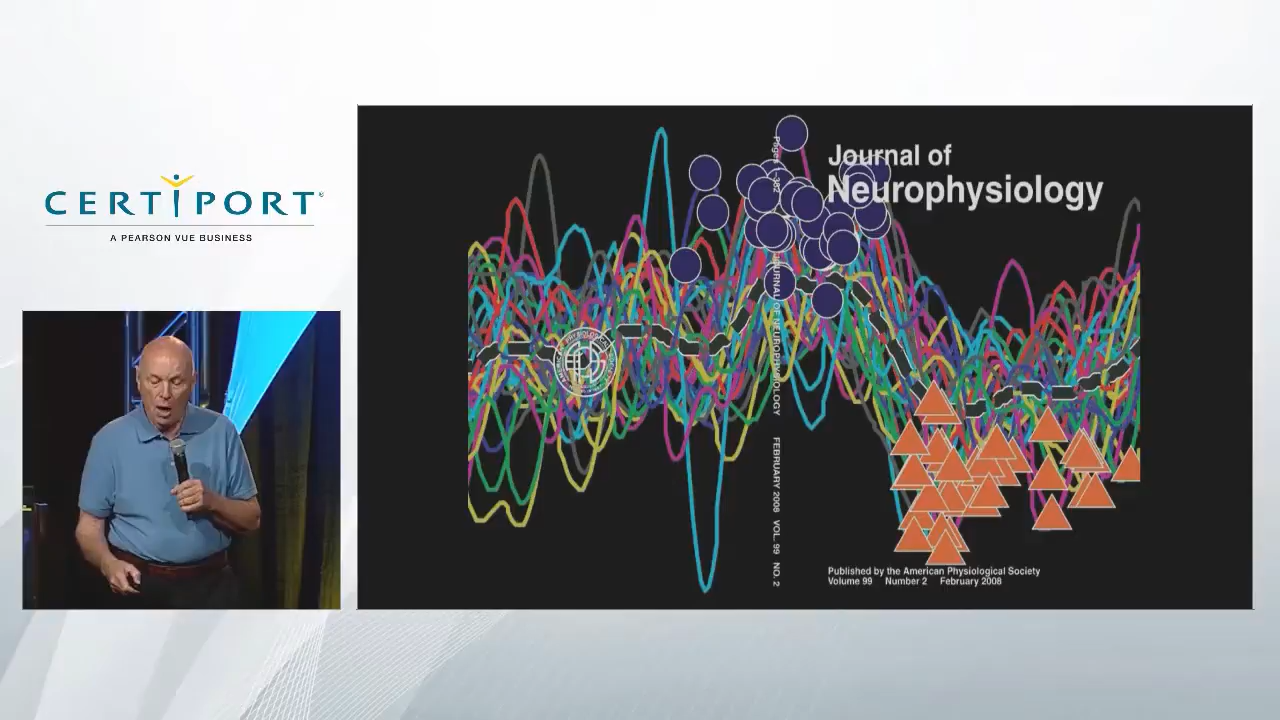 CERTIPORT®
A PEARSON VUE BUSINESS
Journal of
Neurophysiology
JOURNAL OF NEUROPHYSIOLOGY FEBRUARY 2008 VOL. 99 NO. 2
Published by the American Physiological Society
Volume 99 Number 2 February 2008